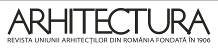 ARHITECTURA
REVISTA UNIUNII ARHITECȚILOR DIN ROMÂNIA FONDATĂ ÎN 1906